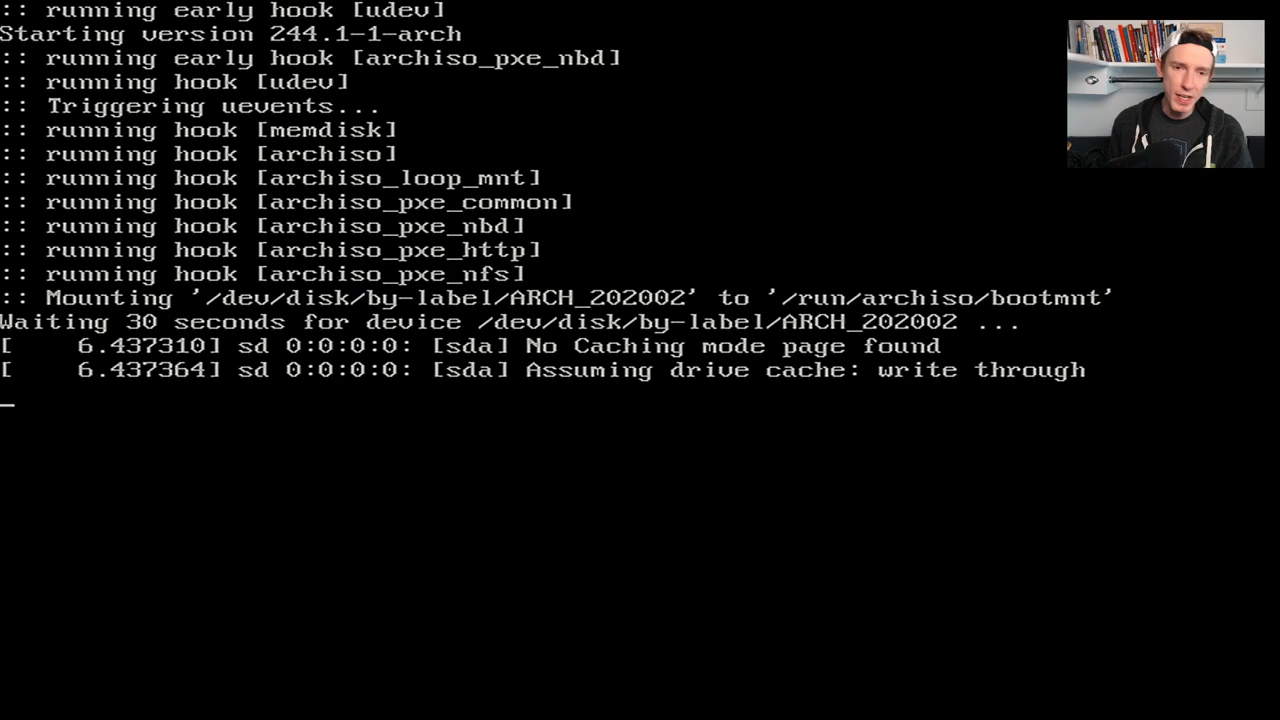 :: running early hook [udev]
Starting version 244.1-1-arch
:: running early hook [archiso_pxe_nbd]
:: running hook [udev]
:: Triggering uevents...
:: running hook [memdisk]
:: running hook [archiso]
:: running hook [archiso_loop_mnt]
:: running hook [archiso_pxe_common]
:: running hook [archiso_pxe_nbd]
:: running hook [archiso_pxe_http]
:: running hook [archiso_pxe_nfs]
:: Mounting '/dev/disk/by-label/ARCH_202002' to '/run/archiso/bootmnt'
Waiting 30 seconds for device /dev/disk/by-label/ARCH_202002 ...
[    6.437310] sd 0:0:0:0: [sda] No Caching mode page found
[    6.437364] sd 0:0:0:0: [sda] Assuming drive cache: write through